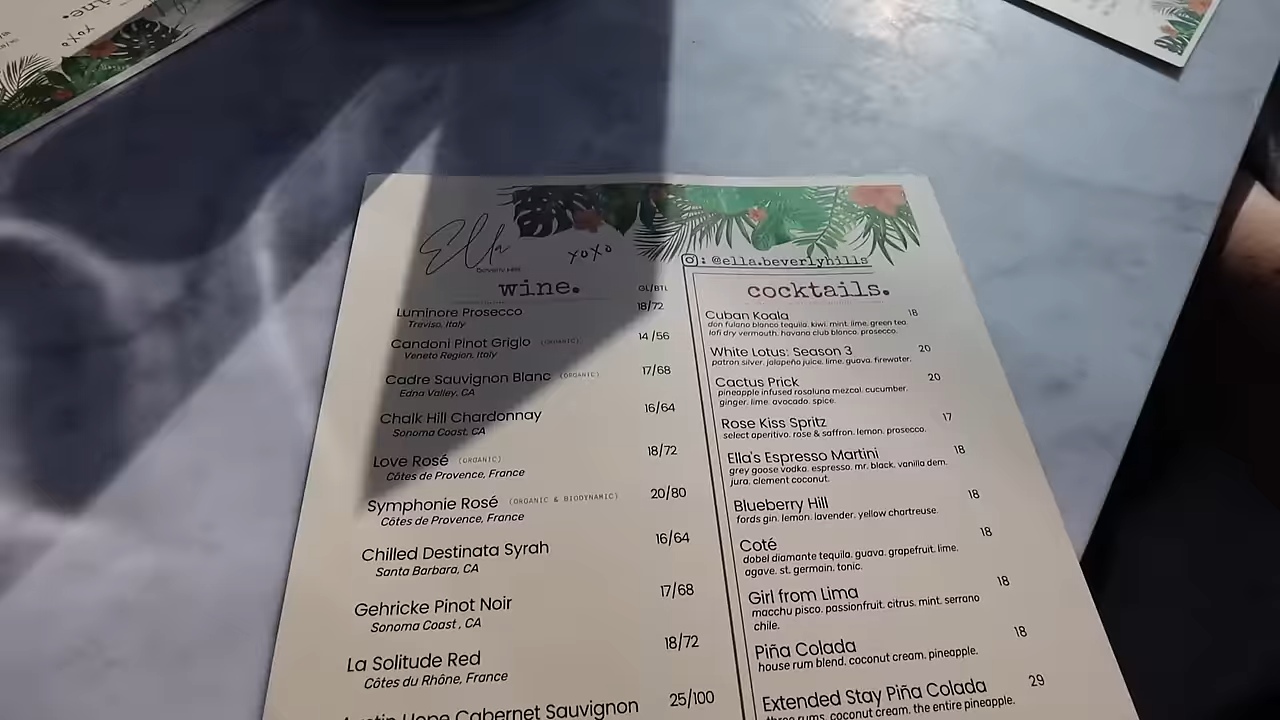 Ella
BEVERLY HILLS
xoxo
: @ella.beverlyhills
wine.
GL/BTL
Luminore Prosecco 18/72
Treviso, Italy
Candoni Pinot Grigio (ORGANIC) 14/56
Veneto Region, Italy
Cadre Sauvignon Blanc (ORGANIC) 17/68
Edna Valley, CA
Chalk Hill Chardonnay 16/64
Sonoma Coast, CA
Love Rosé (ORGANIC) 18/72
Côtes de Provence, France
Symphonie Rosé (ORGANIC & BIODYNAMIC) 20/80
Côtes de Provence, France
Chilled Destinata Syrah 16/64
Santa Barbara, CA
Gehricke Pinot Noir 17/68
Sonoma Coast, CA
La Solitude Red 18/72
Côtes du Rhône, France
Austin Hope Cabernet Sauvignon 25/100
cocktails.
Cuban Koala 18
don fulano blanco tequila. kiwi. mint. lime. green tea.
lofi dry vermouth. havana club blanco. prosecco.
White Lotus: Season 3 20
patron silver. jalapeño juice. lime. guava. firewater.
Cactus Prick 20
pineapple infused rosaluna mezcal. cucumber.
ginger. lime. avocado. spice.
Rose Kiss Spritz 17
select aperitivo. rose & saffron. lemon. prosecco.
Ella's Espresso Martini 18
grey goose vodka. espresso. mr. black. vanilla dem.
jura. clement coconut.
Blueberry Hill 18
fords gin. lemon. lavender. yellow chartreuse.
Coté 18
dobel diamante tequila. guava. grapefruit. lime.
agave. st. germain. tonic.
Girl from Lima 18
macchu pisco. passionfruit. citrus. mint. serrano
chile.
Piña Colada 18
house rum blend. coconut cream. pineapple.
Extended Stay Piña Colada 29
three rums. coconut cream. the entire pineapple.
wine.
xoxo